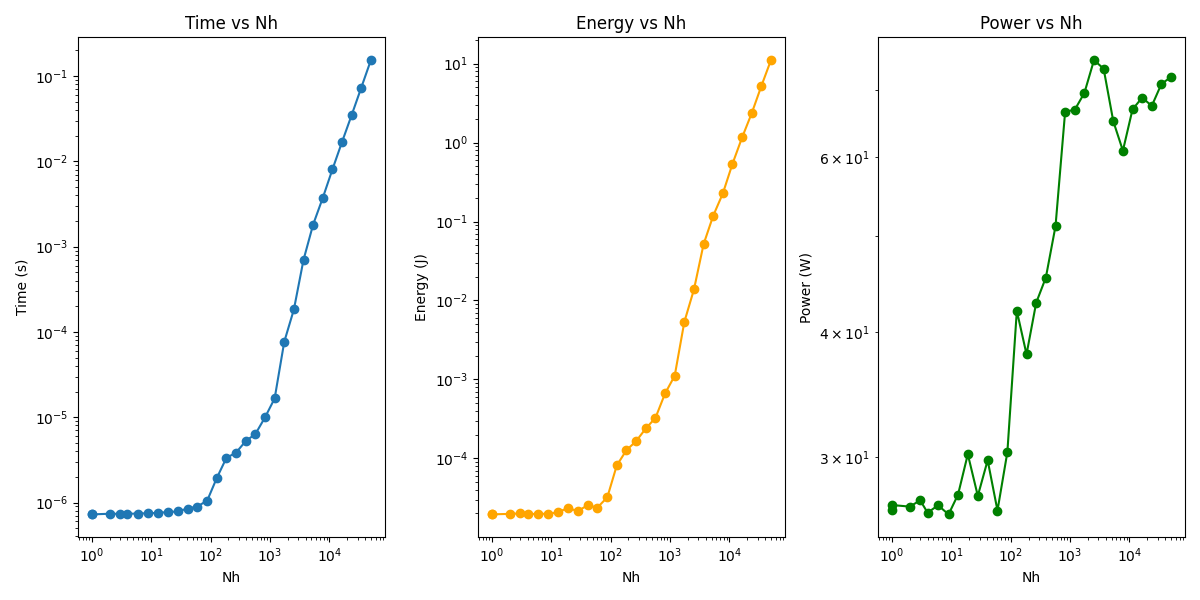 Time vs Nh
Time (s)
10⁻¹
10⁻²
10⁻³
10⁻⁴
10⁻⁵
10⁻⁶
10⁰ 10¹ 10² 10³ 10⁴
Nh
Energy vs Nh
Energy (J)
10¹
10⁰
10⁻¹
10⁻²
10⁻³
10⁻⁴
10⁰ 10¹ 10² 10³ 10⁴
Nh
Power vs Nh
Power (W)
6 × 10¹
4 × 10¹
3 × 10¹
10⁰ 10¹ 10² 10³ 10⁴
Nh